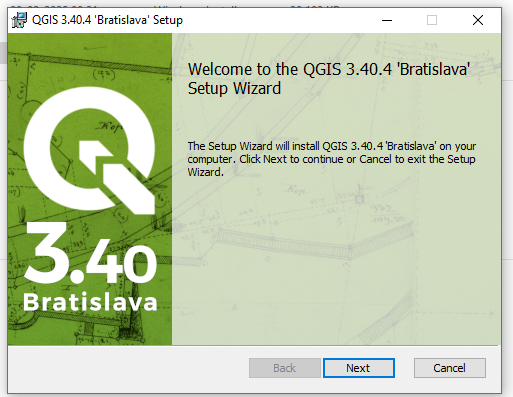 QGIS 3.40.4 'Bratislava' Setup
Welcome to the QGIS 3.40.4 'Bratislava'
Setup Wizard
The Setup Wizard will install QGIS 3.40.4 'Bratislava' on your
computer. Click Next to continue or Cancel to exit the Setup
Wizard.
3.40
Bratislava
Back
Next
Cancel